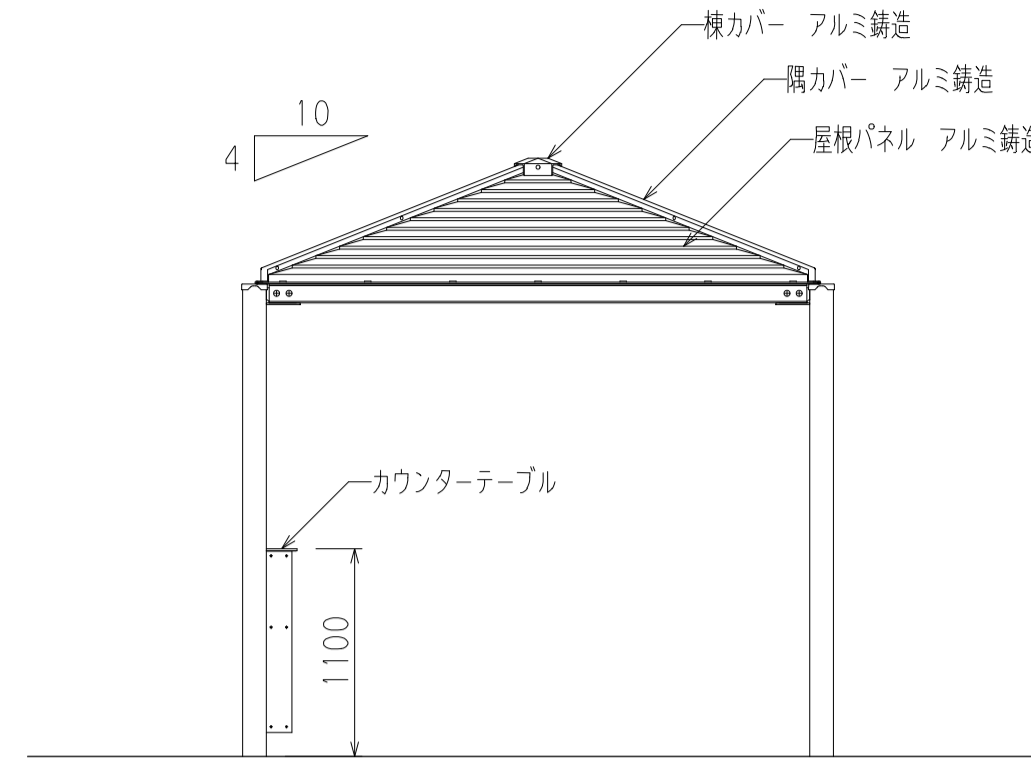 棟カバー　アルミ鋳造
隅カバー　アルミ鋳造
10
4
屋根パネル　アルミ鋳造
カウンターテーブル
1100